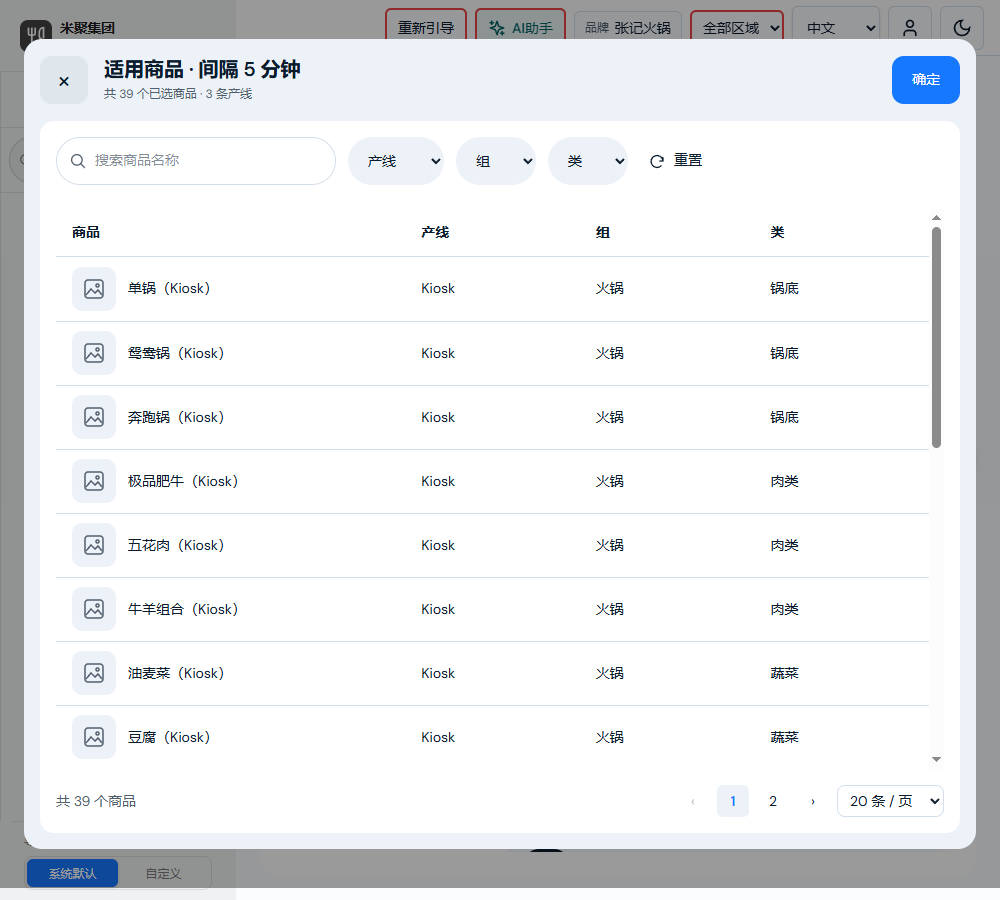 米聚集团
重新引导
AI助手
品牌 张记火锅
全部区域
中文
×
适用商品 · 间隔 5 分钟
共 39 个已选商品 · 3 条产线
确定
搜索商品名称
产线
组
类
重置
商品 产线 组 类
单锅（Kiosk） Kiosk 火锅 锅底
鸳鸯锅（Kiosk） Kiosk 火锅 锅底
奔跑锅（Kiosk） Kiosk 火锅 锅底
极品肥牛（Kiosk） Kiosk 火锅 肉类
五花肉（Kiosk） Kiosk 火锅 肉类
牛羊组合（Kiosk） Kiosk 火锅 肉类
油麦菜（Kiosk） Kiosk 火锅 蔬菜
豆腐（Kiosk） Kiosk 火锅 蔬菜
共 39 个商品
‹ 1 2 › 20 条 / 页
系统默认
自定义